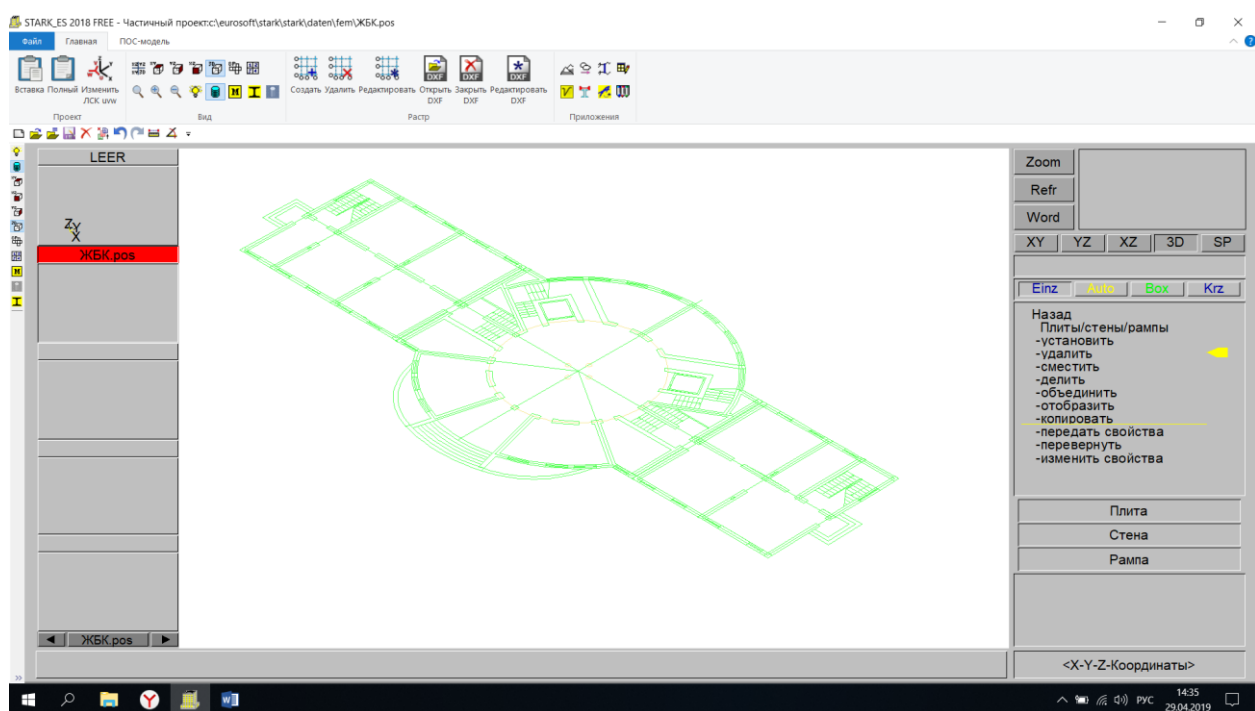 STARK_ES 2018 FREE - Частичный проект:c:\eurosoft\stark\stark\daten\fem\ЖБК.pos
Файл Главная ПОС-модель
Вставка Полный Изменить ЛСК uvw
Создать Удалить Редактировать Открыть DXF Закрыть DXF Редактировать DXF
Проект Вид Растр Приложения
LEER
Z Y
X
ЖБК.pos
ЖБК.pos
Zoom
Refr
Word
XY YZ XZ 3D SP
Einz Auto Box Krz
Назад
Плиты/стены/рампы
-установить
-удалить
-сместить
-делить
-объединить
-отобразить
-копировать
-передать свойства
-перевернуть
-изменить свойства
Плита
Стена
Рампа
<X-Y-Z-Координаты>
РУС 14:35
29.04.2019